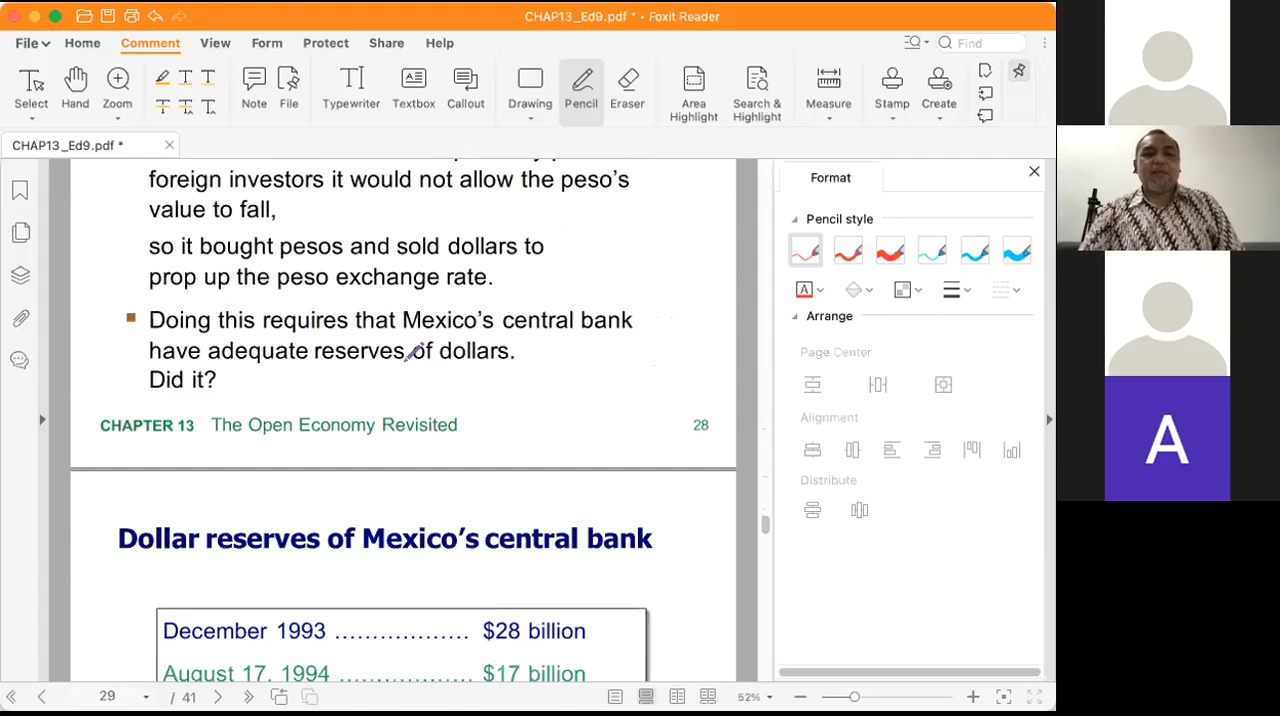 CHAP13_Ed9.pdf * - Foxit Reader
File Home Comment View Form Protect Share Help
Find
Select Hand Zoom Note File Typewriter Textbox Callout Drawing Pencil Eraser Area Highlight Search & Highlight Measure Stamp Create
CHAP13_Ed9.pdf *
foreign investors it would not allow the peso's
value to fall,
so it bought pesos and sold dollars to
prop up the peso exchange rate.
Doing this requires that Mexico's central bank
have adequate reserves of dollars.
Did it?
CHAPTER 13 The Open Economy Revisited 28
Dollar reserves of Mexico's central bank
December 1993 .................. $28 billion
August 17, 1994 .................. $17 billion
Format
Pencil style
Arrange
Page Center
Alignment
Distribute
29 / 41
52%
A